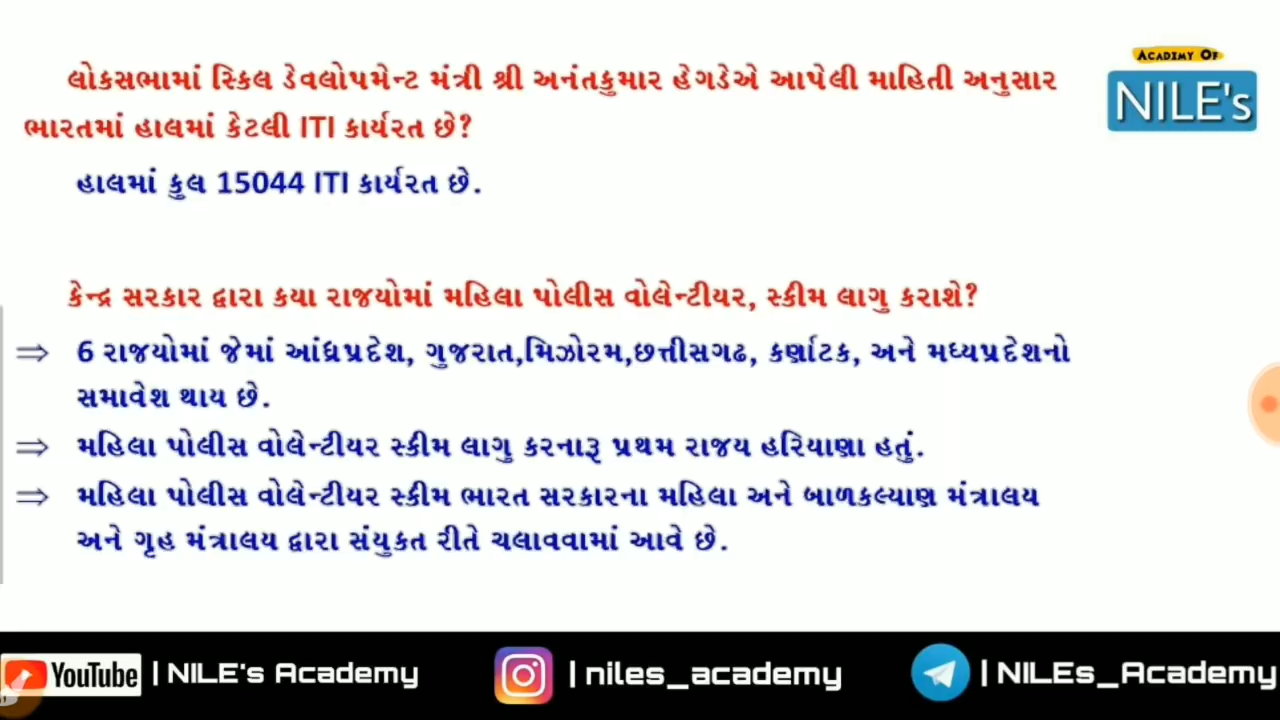 ACADEMY OF
NILE's
લોકસભામાં સ્કિલ ડેવલોપમેન્ટ મંત્રી શ્રી અનંતકુમાર હેગડેએ આપેલી માહિતી અનુસાર
ભારતમાં હાલમાં કેટલી ITI કાર્યરત છે?
હાલમાં કુલ 15044 ITI કાર્યરત છે.
કેન્દ્ર સરકાર દ્વારા કયા રાજયોમાં મહિલા પોલીસ વોલેન્ટીયર, સ્કીમ લાગુ કરાશે?
⇒ 6 રાજયોમાં જેમાં આંધ્રપ્રદેશ, ગુજરાત,મિઝોરમ,છત્તીસગઢ, કર્ણાટક, અને મધ્યપ્રદેશનો
સમાવેશ થાય છે.
⇒ મહિલા પોલીસ વોલેન્ટીયર સ્કીમ લાગુ કરનારૂ પ્રથમ રાજય હરિયાણા હતું.
⇒ મહિલા પોલીસ વોલેન્ટીયર સ્કીમ ભારત સરકારના મહિલા અને બાળકલ્યાણ મંત્રાલય
અને ગૃહ મંત્રાલય દ્વારા સંયુકત રીતે ચલાવવામાં આવે છે.
YouTube | NILE's Academy | niles_academy | NILEs_Academy